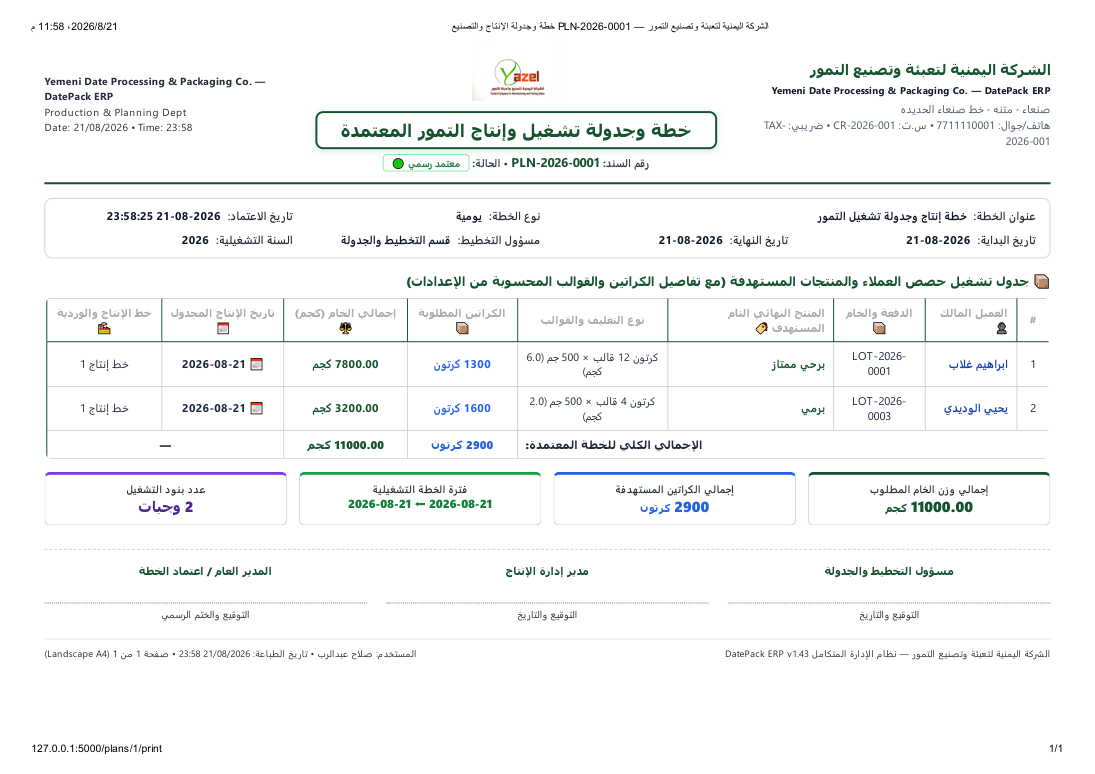 11:58 2026/8/21، م
الشركة اليمنية لتعبئة وتصنيع التمور — PLN-2026-0001 خطة وجدولة الإنتاج والتصنيع
الشركة اليمنية لتعبئة وتصنيع التمور
Yemeni Date Processing & Packaging Co. — DatePack ERP
صنعاء - متنه - خط صنعاء الحديده
هاتف/جوال: 7711110001 • س.ت: CR-2026-001 • ضريبي: TAX-
2026-001
Yazel
خطة وجدولة تشغيل وإنتاج التمور المعتمدة
رقم السند: PLN-2026-0001 • الحالة: معتمد رسمي
Yemeni Date Processing & Packaging Co. —
DatePack ERP
Production & Planning Dept
Date: 21/08/2026 • Time: 23:58
عنوان الخطة: خطة إنتاج وجدولة تشغيل التمور
نوع الخطة: يومية
تاريخ الاعتماد: 2026-08-21 23:58:25
تاريخ البداية: 2026-08-21
تاريخ النهاية: 2026-08-21
مسؤول التخطيط: قسم التخطيط والجدولة
السنة التشغيلية: 2026
جدول تشغيل حصص العملاء والمنتجات المستهدفة (مع تفاصيل الكراتين والقوالب المحسوبة من الإعدادات)
# العميل المالك الدفعة والخام المنتج النهائي التام المستهدف نوع التغليف والقوالب الكراتين المطلوبة إجمالي الخام (كجم) تاريخ الإنتاج المجدول خط الإنتاج والوردية
1 ابراهيم غلاب LOT-2026-0001 برحي ممتاز كرتون 12 قالب × 500 جم (6.0 كجم) 1300 كرتون 7800.00 كجم 2026-08-21 خط إنتاج 1
2 يحيي الوديدي LOT-2026-0003 برمي كرتون 4 قالب × 500 جم (2.0 كجم) 1600 كرتون 3200.00 كجم 2026-08-21 خط إنتاج 1
الإجمالي الكلي للخطة المعتمدة: 2900 كرتون 11000.00 كجم —
إجمالي وزن الخام المطلوب
11000.00 كجم
إجمالي الكراتين المستهدفة
2900 كرتون
فترة الخطة التشغيلية
2026-08-21 ⬅ 2026-08-21
عدد بنود التشغيل
2 وجبات
مسؤول التخطيط والجدولة
التوقيع والتاريخ
مدير إدارة الإنتاج
التوقيع والتاريخ
المدير العام / اعتماد الخطة
التوقيع والختم الرسمي
الشركة اليمنية لتعبئة وتصنيع التمور — نظام الإدارة المتكامل DatePack ERP v1.43
المستخدم: صلاح عبدالرب • تاريخ الطباعة: 21/08/2026 23:58 • صفحة 1 من 1 (Landscape A4)
127.0.0.1:5000/plans/1/print
1/1